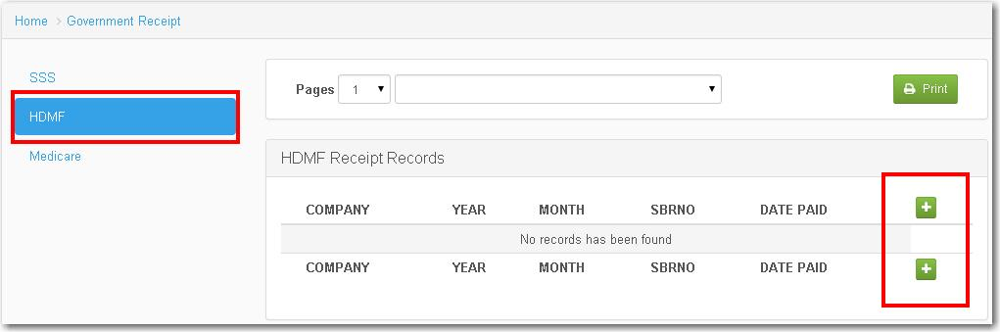 Home > Government Receipt
SSS
HDMF
Medicare
Pages 1 Print
HDMF Receipt Records
COMPANY YEAR MONTH SBRNO DATE PAID
No records has been found
COMPANY YEAR MONTH SBRNO DATE PAID